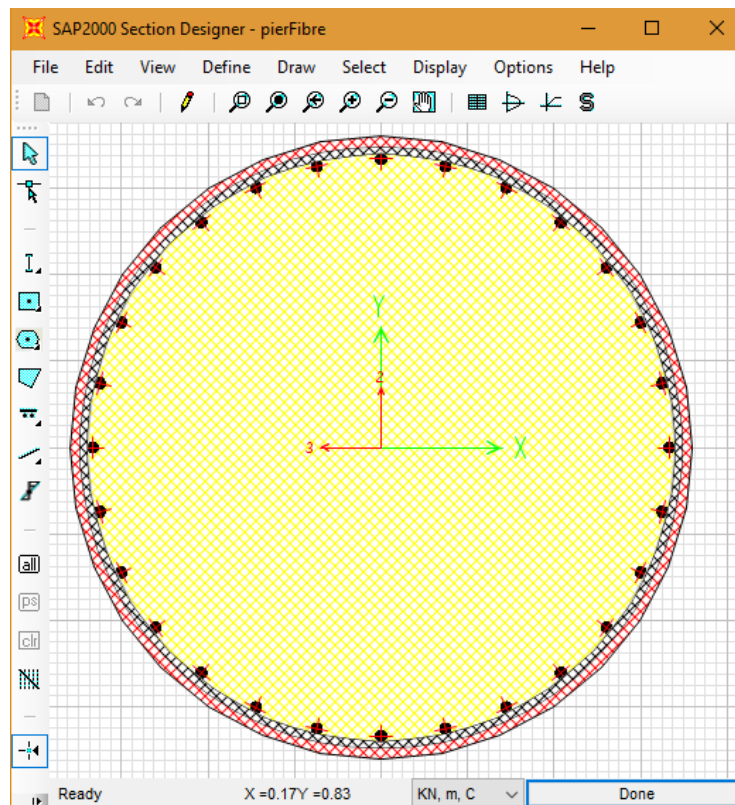 SAP2000 Section Designer - pierFibre
File Edit View Define Draw Select Display Options Help
Y
2
3
X
all
ps
clr
Ready X =0.17Y =0.83 KN, m, C Done